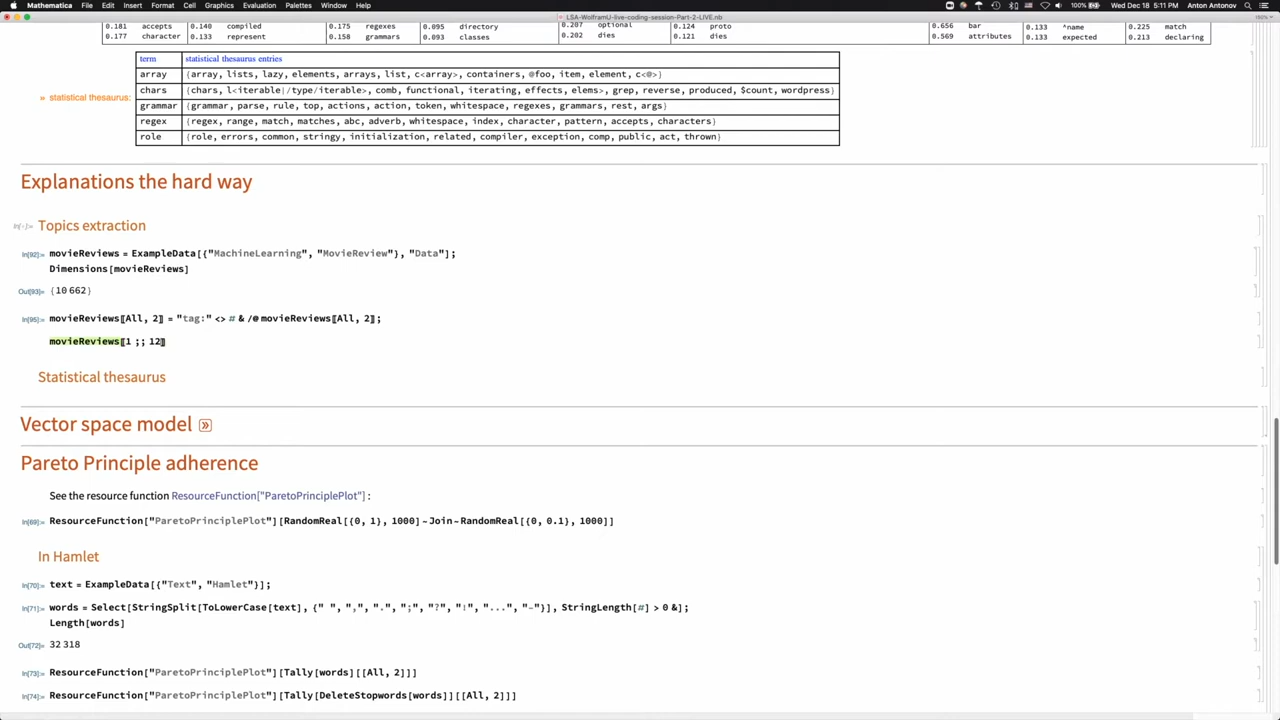 Mathematica File Edit Insert Format Cell Graphics Evaluation Palettes Window Help 100% Wed Dec 18 5:11 PM Anton Antonov
LSA-WolframU-live-coding-session-Part-2-LIVE.nb
0.181 accepts 0.140 compiled 0.175 regexes 0.095 directory 0.207 optional 0.124 proto 0.656 bar 0.133 ^name 0.225 match
0.177 character 0.133 represent 0.158 grammars 0.093 classes 0.202 dies 0.121 dies 0.569 attributes 0.133 expected 0.213 declaring
term statistical thesaurus entries
array {array, lists, lazy, elements, arrays, list, c<array>, containers, @foo, item, element, c<@>}
chars {chars, l<iterable|/type/iterable>, comb, functional, iterating, effects, elems>, grep, reverse, produced, $count, wordpress}
» statistical thesaurus:
grammar {grammar, parse, rule, top, actions, action, token, whitespace, regexes, grammars, rest, args}
regex {regex, range, match, matches, abc, adverb, whitespace, index, character, pattern, accepts, characters}
role {role, errors, common, stringy, initialization, related, compiler, exception, comp, public, act, thrown}
Explanations the hard way
In[•]:= Topics extraction
In[92]:= movieReviews = ExampleData[{"MachineLearning", "MovieReview"}, "Data"];
Dimensions[movieReviews]
Out[93]= {10 662}
In[95]:= movieReviews〚All, 2〛 = "tag:" <> # & /@ movieReviews〚All, 2〛;
movieReviews〚1 ;; 12〛
Statistical thesaurus
Vector space model »
Pareto Principle adherence
See the resource function ResourceFunction["ParetoPrinciplePlot"] :
In[69]:= ResourceFunction["ParetoPrinciplePlot"][RandomReal[{0, 1}, 1000] ~Join~ RandomReal[{0, 0.1}, 1000]]
In Hamlet
In[70]:= text = ExampleData[{"Text", "Hamlet"}];
In[71]:= words = Select[StringSplit[ToLowerCase[text], {" ", ",", ".", ";", "?", "!", "...", "-"}], StringLength[#] > 0 &];
Length[words]
Out[72]= 32 318
In[73]:= ResourceFunction["ParetoPrinciplePlot"][Tally[words][[All, 2]]]
In[74]:= ResourceFunction["ParetoPrinciplePlot"][Tally[DeleteStopwords[words]][[All, 2]]]